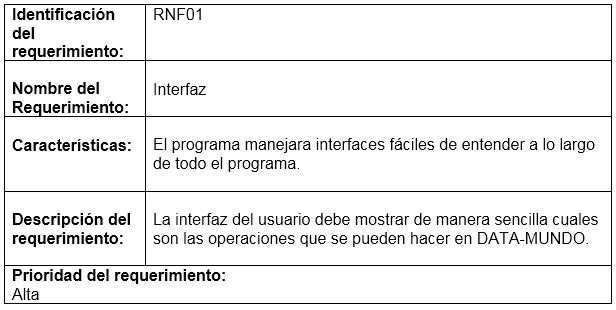 Identificación RNF01
del
requerimiento:
Nombre del
Requerimiento: Interfaz
Características: El programa manejara interfaces fáciles de entender a lo largo
de todo el programa.
Descripción del La interfaz del usuario debe mostrar de manera sencilla cuales
requerimiento: son las operaciones que se pueden hacer en DATA-MUNDO.
Prioridad del requerimiento:
Alta